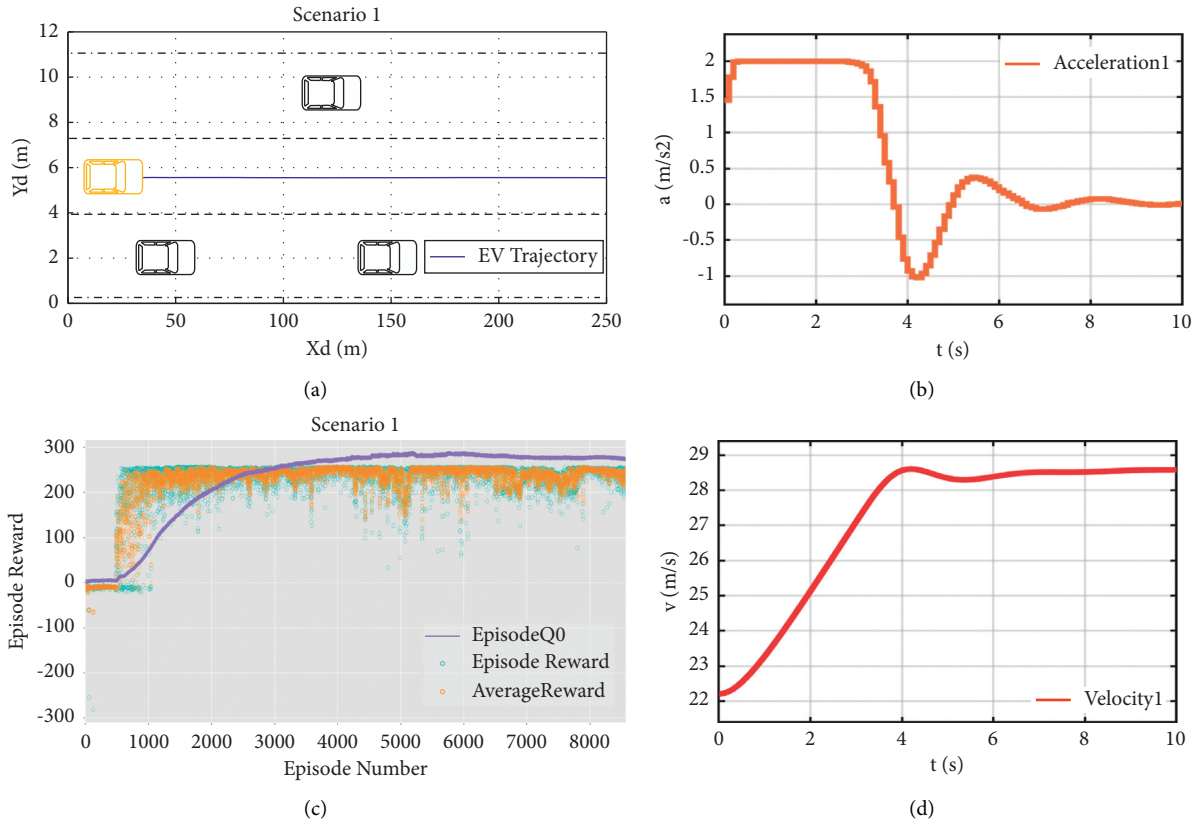 Scenario 1
12
10
8
6
4
2
0
Yd (m)
EV Trajectory
0 50 100 150 200 250
Xd (m)
(a)
2
1.5
1
0.5
0
-0.5
-1
a (m/s2)
Acceleration1
0 2 4 6 8 10
t (s)
(b)
Scenario 1
300
200
100
0
-100
-200
-300
Episode Reward
EpisodeQ0
Episode Reward
AverageReward
0 1000 2000 3000 4000 5000 6000 7000 8000
Episode Number
(c)
29
28
27
26
25
24
23
22
v (m/s)
Velocity1
0 2 4 6 8 10
t (s)
(d)